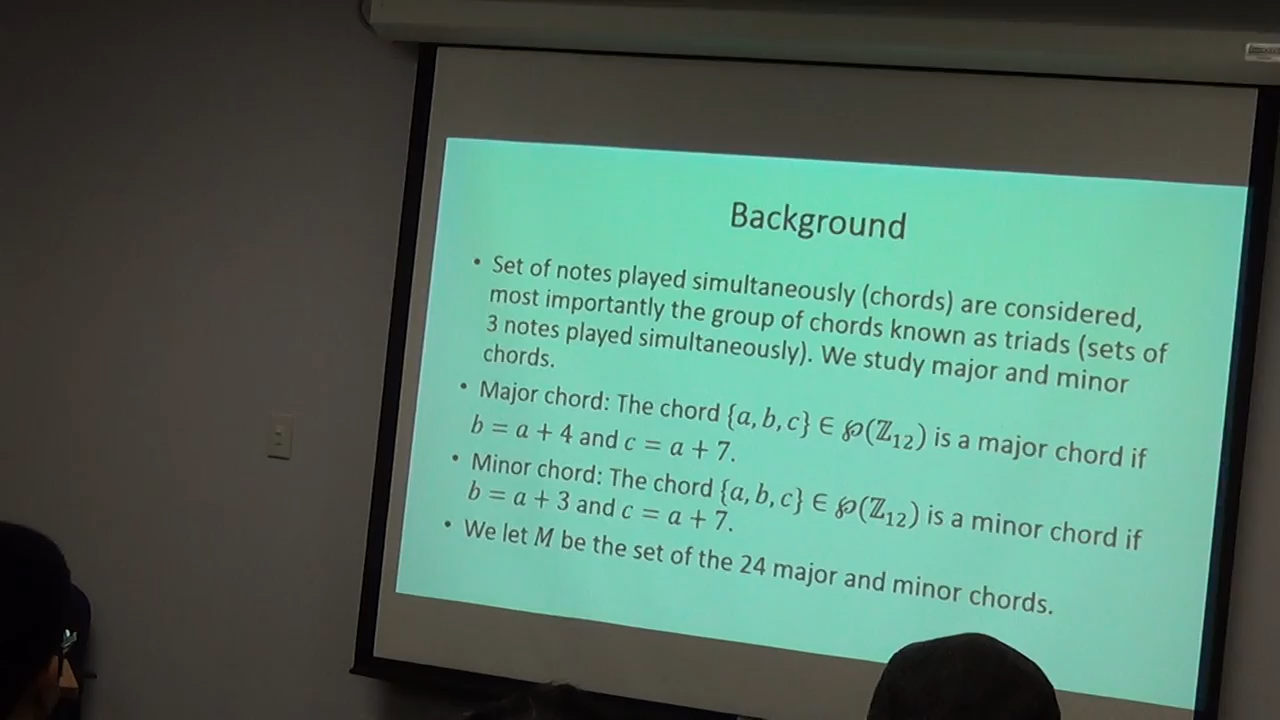 Background
• Set of notes played simultaneously (chords) are considered,
most importantly the group of chords known as triads (sets of
3 notes played simultaneously). We study major and minor
chords.
• Major chord: The chord {a, b, c} ∈ ℘(ℤ₁₂) is a major chord if
b = a + 4 and c = a + 7.
• Minor chord: The chord {a, b, c} ∈ ℘(ℤ₁₂) is a minor chord if
b = a + 3 and c = a + 7.
• We let M be the set of the 24 major and minor chords.